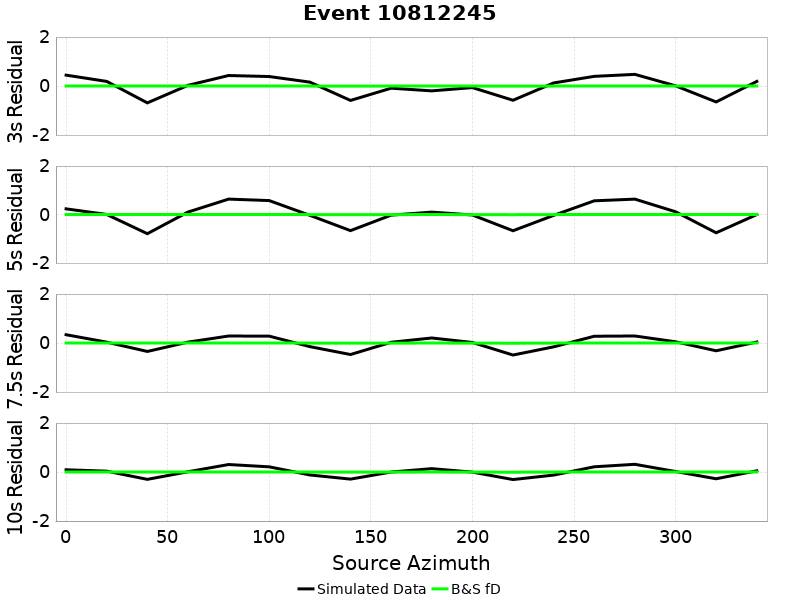 Event 10812245
3s Residual
2
0
-2
5s Residual
2
0
-2
7.5s Residual
2
0
-2
10s Residual
2
0
-2
0 50 100 150 200 250 300
Source Azimuth
Simulated Data B&S fD